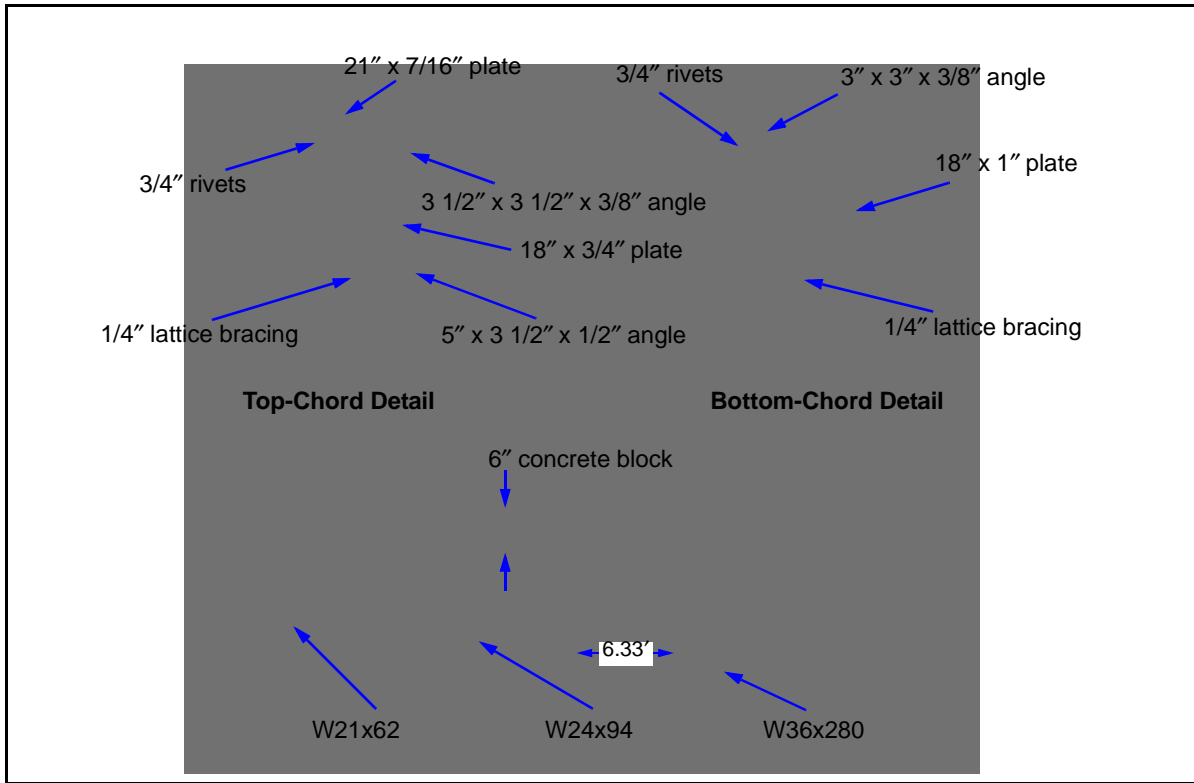 21″ x 7/16″ plate
3/4″ rivets
3″ x 3″ x 3/8″ angle
3/4″ rivets
18″ x 1″ plate
3 1/2″ x 3 1/2″ x 3/8″ angle
18″ x 3/4″ plate
1/4″ lattice bracing
5″ x 3 1/2″ x 1/2″ angle
1/4″ lattice bracing
Top-Chord Detail
Bottom-Chord Detail
6″ concrete block
6.33′
W21x62
W24x94
W36x280